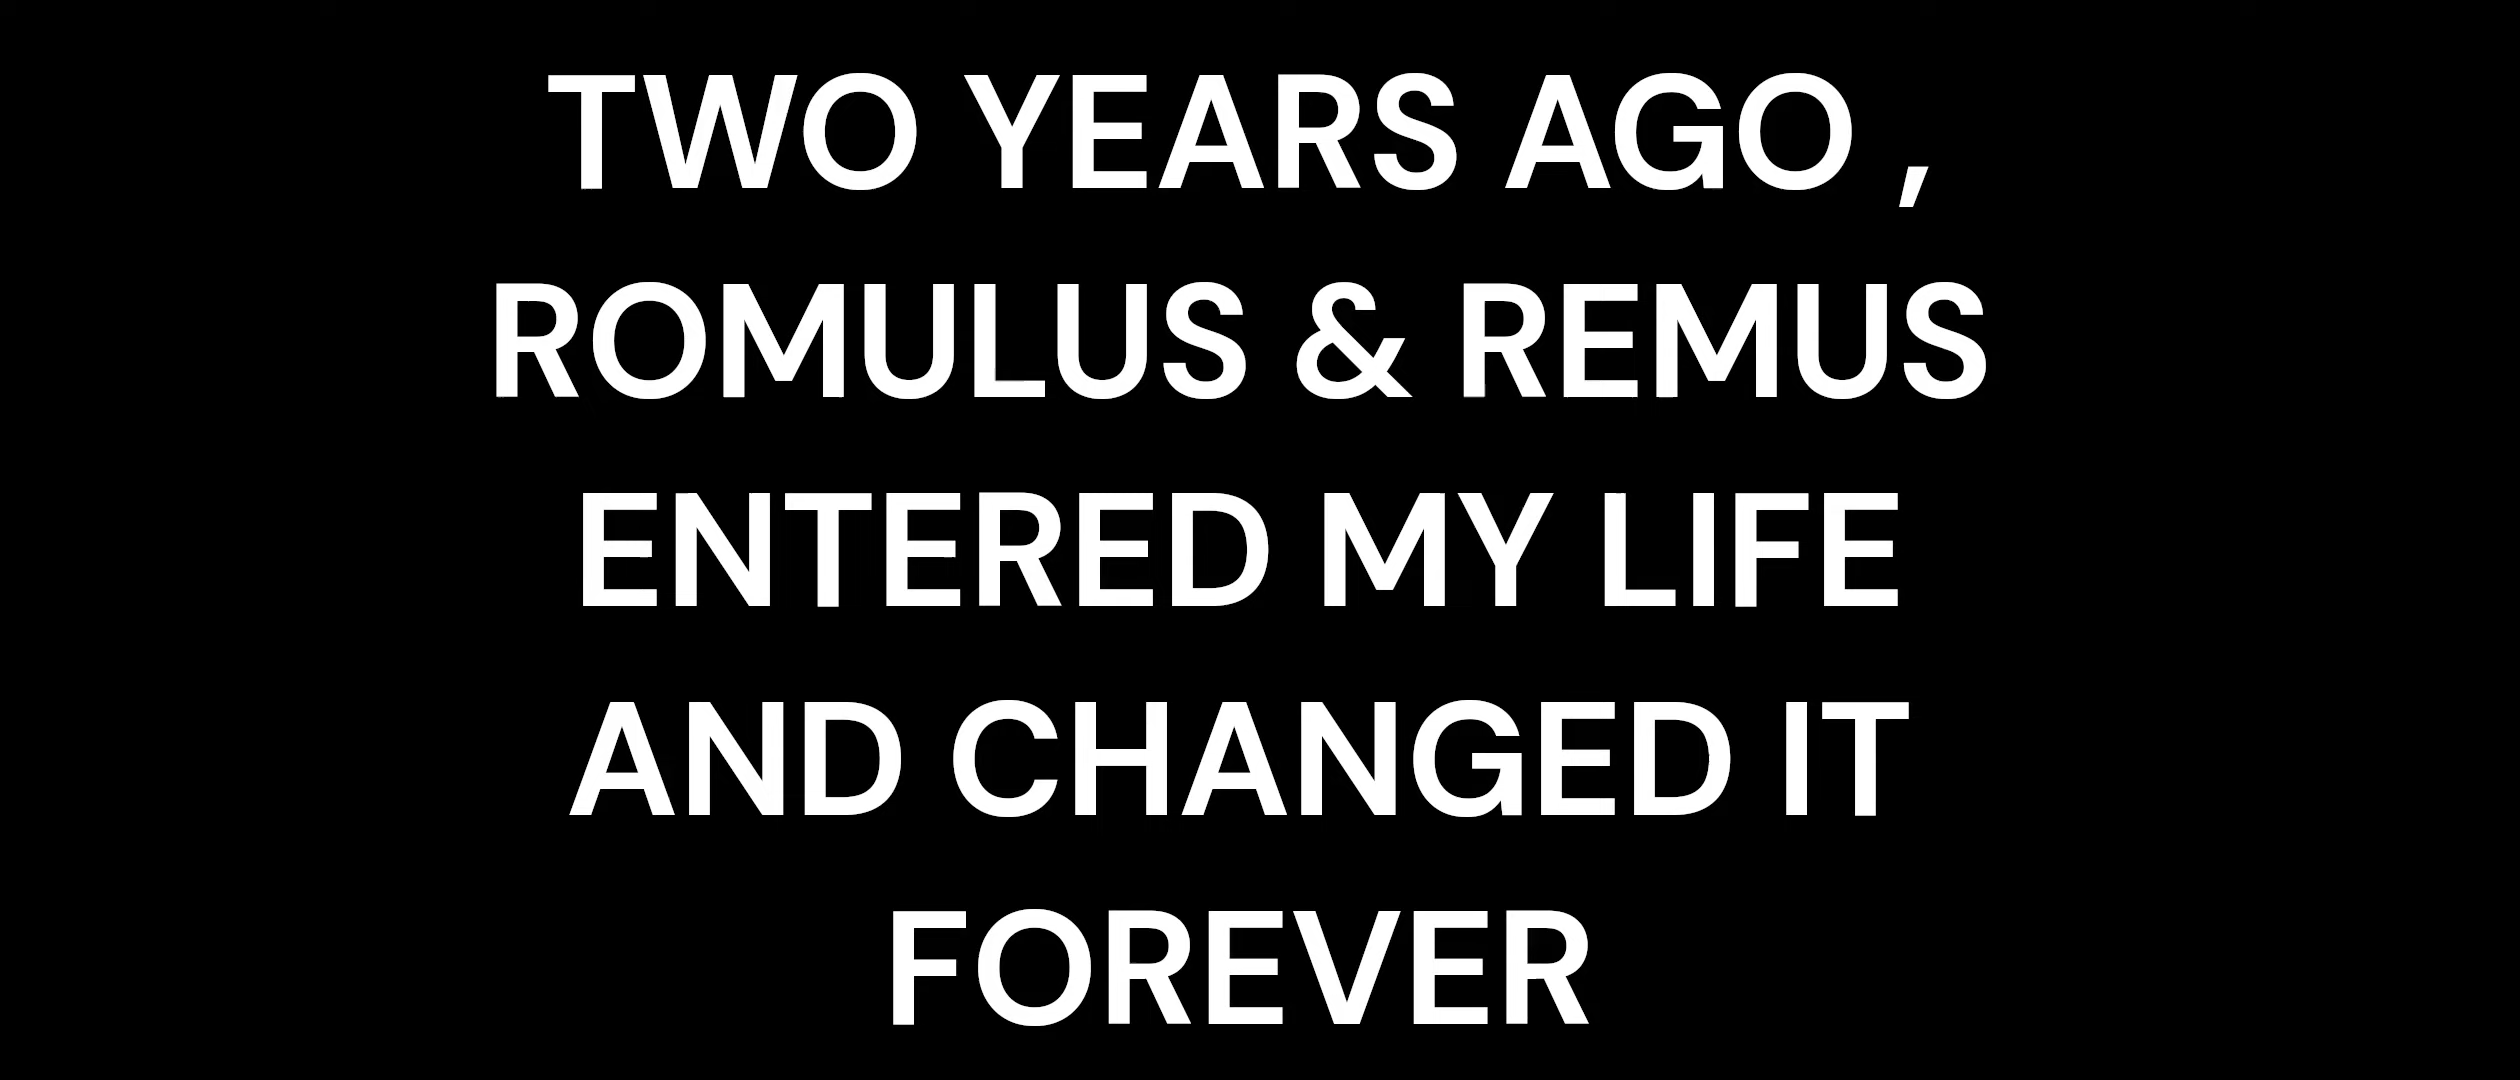 TWO YEARS AGO ,
ROMULUS & REMUS
ENTERED MY LIFE
AND CHANGED IT
FOREVER